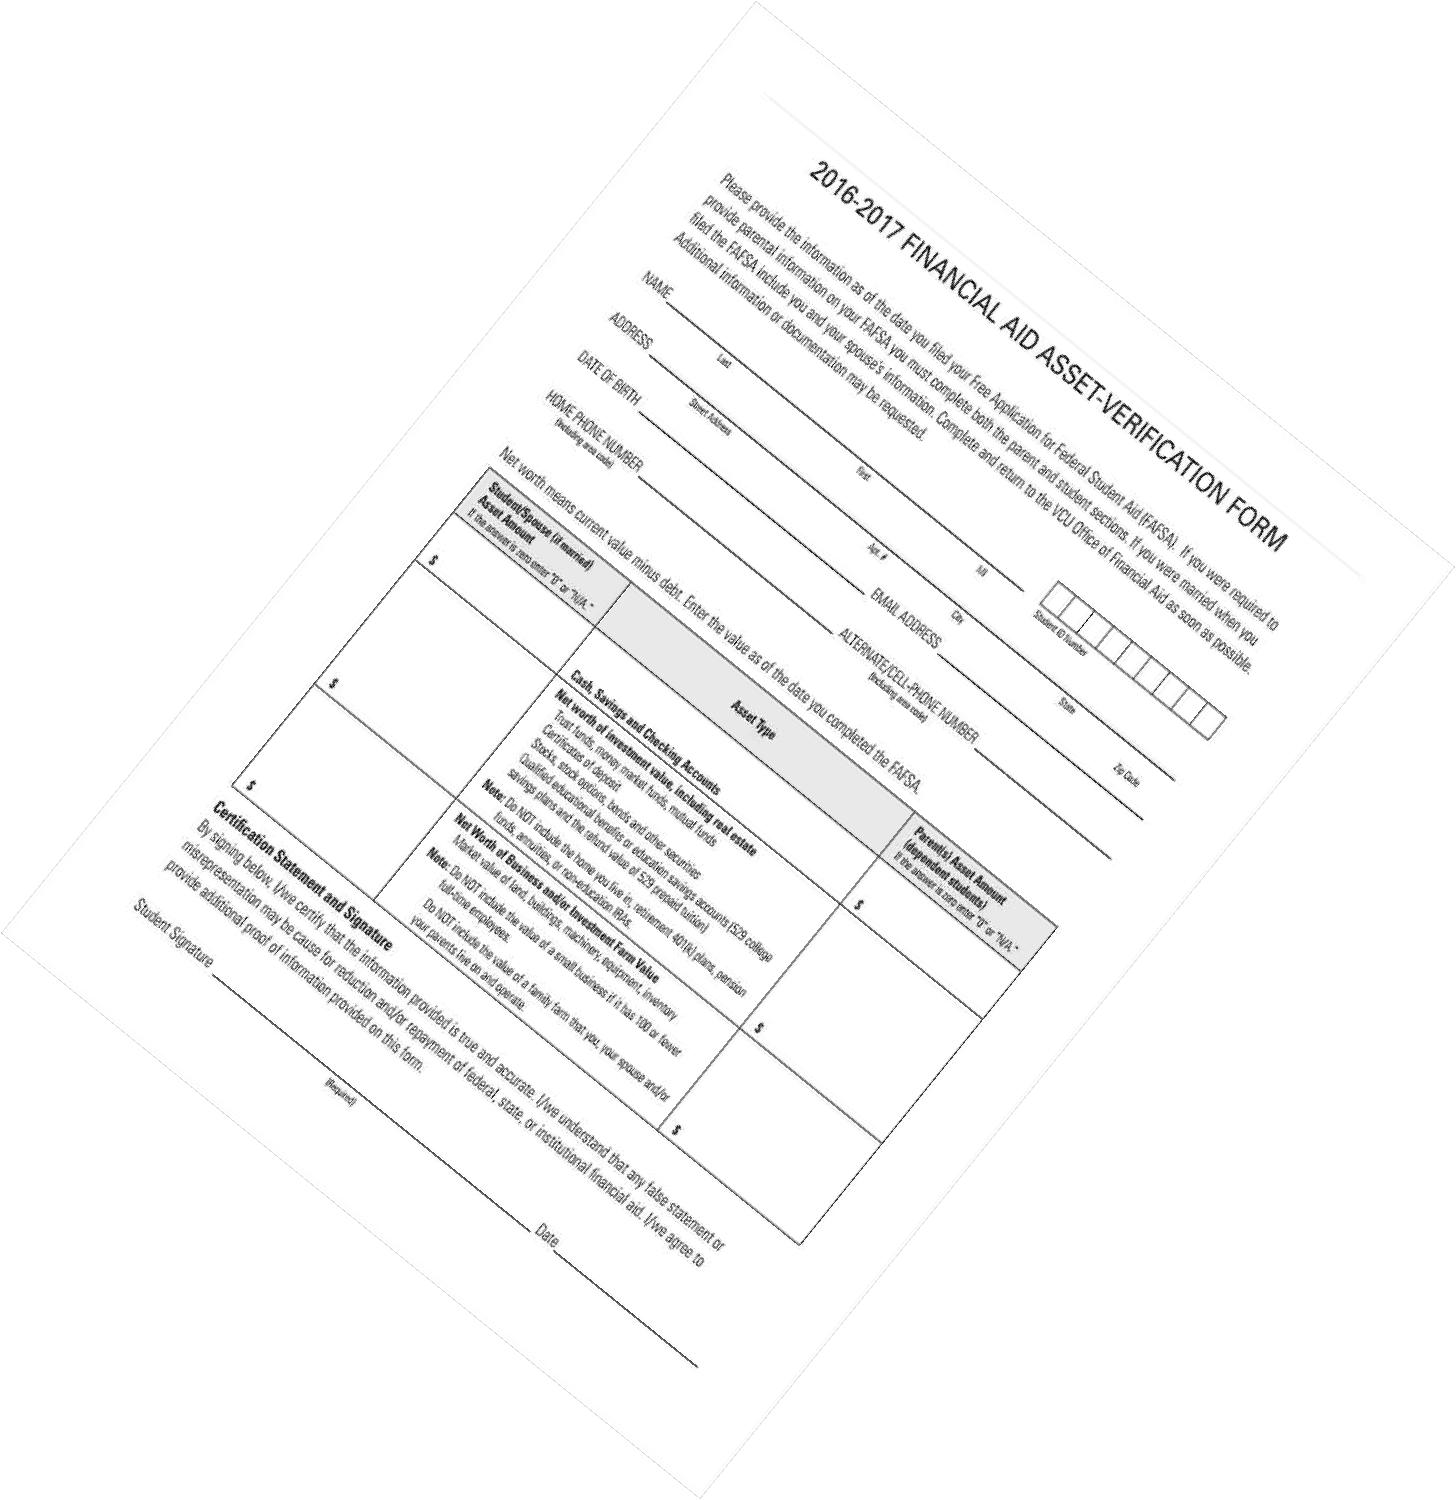 2016-2017 FINANCIAL AID ASSET-VERIFICATION FORM
Please provide the information as of the date you filed your Free Application for Federal Student Aid (FAFSA). If you were required to
provide parental information on your FAFSA you must complete both the parent and student sections. If you were married when you
filed the FAFSA include you and your spouse's information. Complete and return to the VCU Office of Financial Aid as soon as possible.
Additional information or documentation may be requested.
NAME
Last First MI Student ID Number
ADDRESS
Street Address Apt. # City State Zip Code
DATE OF BIRTH EMAIL ADDRESS
HOME PHONE NUMBER ALTERNATE/CELL-PHONE NUMBER
(Including area code) (Including area code)
Net worth means current value minus debt. Enter the value as of the date you completed the FAFSA.
Student/Spouse (if married)
Asset Amount
If the answer is zero enter "0" or "N/A."
Asset Type
Parent(s) Asset Amount
(dependent students)
If the answer is zero enter "0" or "N/A."
$
Cash, Savings and Checking Accounts
$
$
Net worth of investment value, including real estate
Trust funds, money market funds, mutual funds
Certificates of deposit
Stocks, stock options, bonds and other securities
Qualified educational benefits or education savings accounts (529 college
savings plans and the refund value of 529 prepaid tuition)
Note: Do NOT include the home you live in, retirement 401(k) plans, pension
funds, annuities, or non-education IRAs.
$
$
Net Worth of Business and/or Investment Farm Value
Market value of land, buildings, machinery, equipment, inventory
Note: Do NOT include the value of a small business if it has 100 or fewer
full-time employees.
Do NOT include the value of a family farm that you, your spouse and/or
your parents live on and operate.
$
Certification Statement and Signature
By signing below, I/we certify that the information provided is true and accurate. I/we understand that any false statement or
misrepresentation may be cause for reduction and/or repayment of federal, state, or institutional financial aid. I/we agree to
provide additional proof of information provided on this form.
Student Signature Date
(Required)